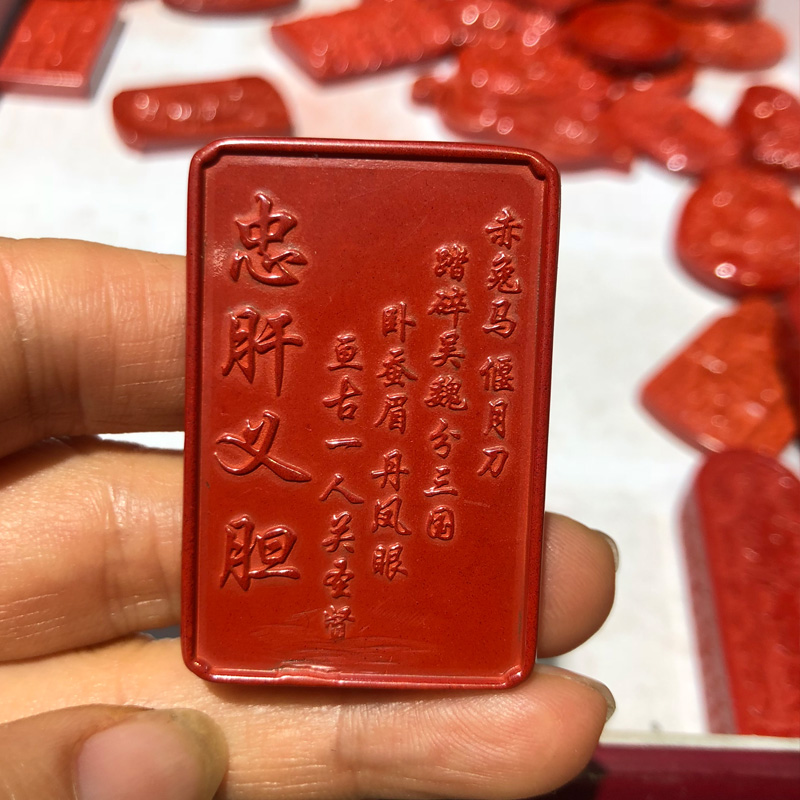 赤兔马 偃月刀
踏碎吴魏分三国
卧蚕眉 丹凤眼
亘古一人关圣督
忠肝义胆